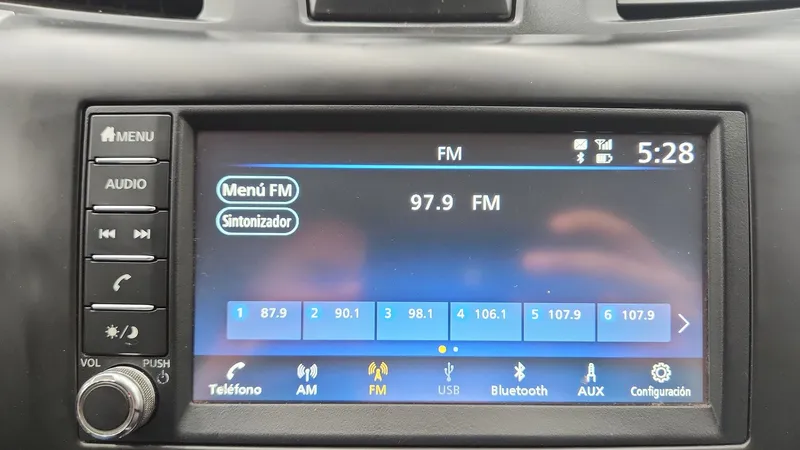 MENU
AUDIO
VOL PUSH
FM 5:28
Menú FM
Sintonizador
97.9 FM
1 87.9 2 90.1 3 98.1 4 106.1 5 107.9 6 107.9
Teléfono AM FM USB Bluetooth AUX Configuración